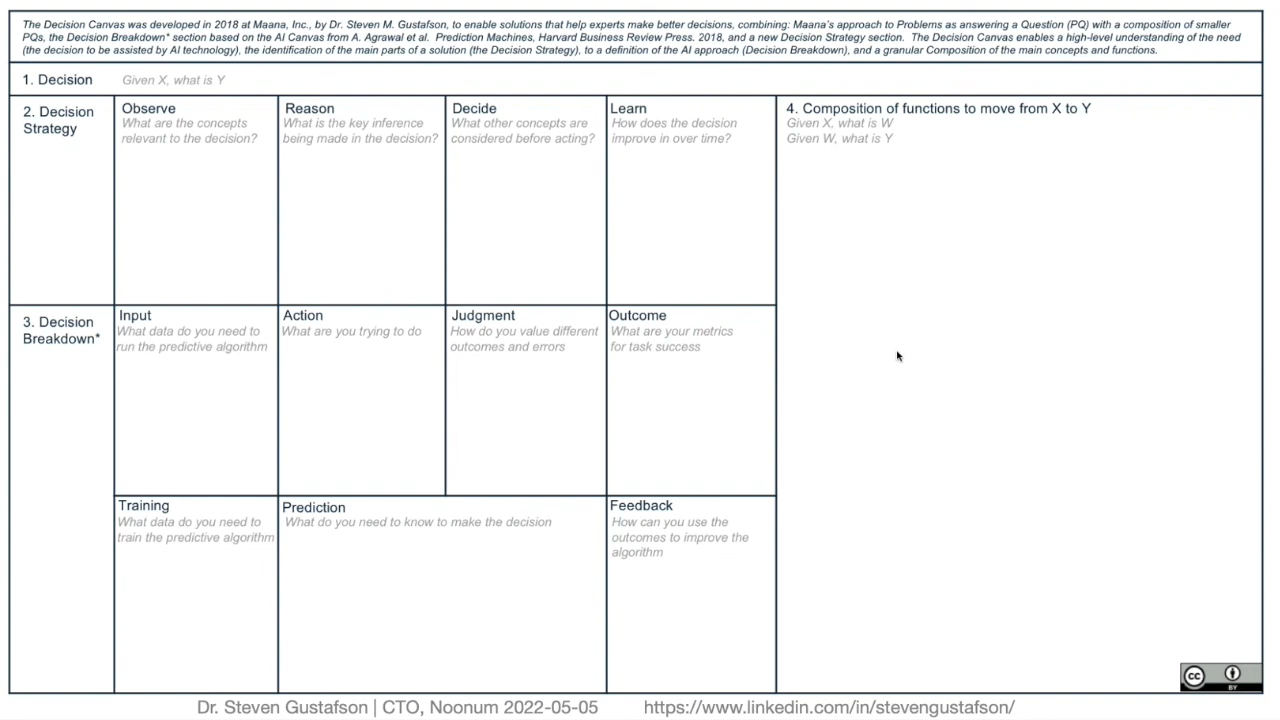 The Decision Canvas was developed in 2018 at Maana, Inc., by Dr. Steven M. Gustafson, to enable solutions that help experts make better decisions, combining: Maana's approach to Problems as answering a Question (PQ) with a composition of smaller
PQs, the Decision Breakdown* section based on the AI Canvas from A. Agrawal et al. Prediction Machines, Harvard Business Review Press. 2018, and a new Decision Strategy section. The Decision Canvas enables a high-level understanding of the need
(the decision to be assisted by AI technology), the identification of the main parts of a solution (the Decision Strategy), to a definition of the AI approach (Decision Breakdown), and a granular Composition of the main concepts and functions.
1. Decision
Given X, what is Y
2. Decision
Strategy
Observe
What are the concepts
relevant to the decision?
Reason
What is the key inference
being made in the decision?
Decide
What other concepts are
considered before acting?
Learn
How does the decision
improve in over time?
4. Composition of functions to move from X to Y
Given X, what is W
Given W, what is Y
3. Decision
Breakdown*
Input
What data do you need to
run the predictive algorithm
Action
What are you trying to do
Judgment
How do you value different
outcomes and errors
Outcome
What are your metrics
for task success
Training
What data do you need to
train the predictive algorithm
Prediction
What do you need to know to make the decision
Feedback
How can you use the
outcomes to improve the
algorithm
cc
BY
Dr. Steven Gustafson | CTO, Noonum 2022-05-05
https://www.linkedin.com/in/stevengustafson/